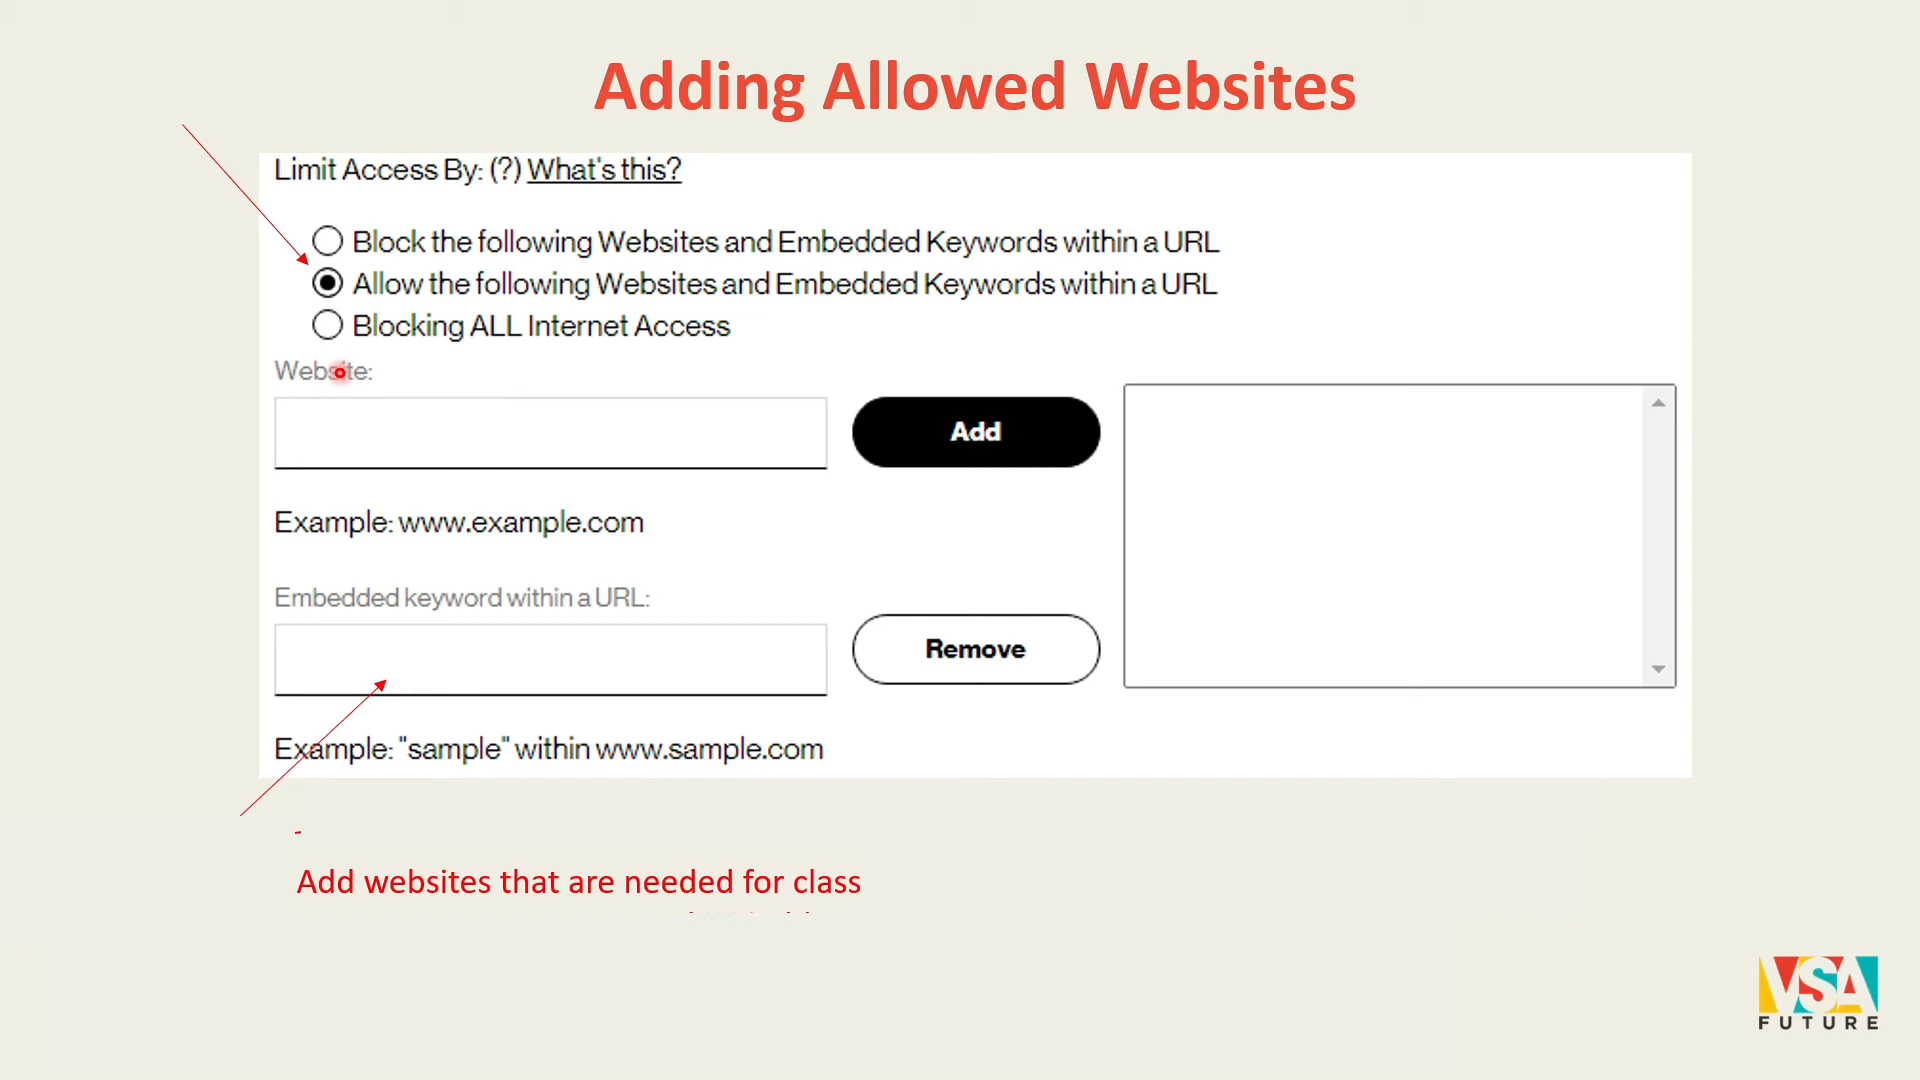 Adding Allowed Websites
Limit Access By: (?) What's this?
Block the following Websites and Embedded Keywords within a URL
Allow the following Websites and Embedded Keywords within a URL
Blocking ALL Internet Access
Website:
Add
Example: www.example.com
Embedded keyword within a URL:
Remove
Example: "sample" within www.sample.com
Add websites that are needed for class
VSA
FUTURE